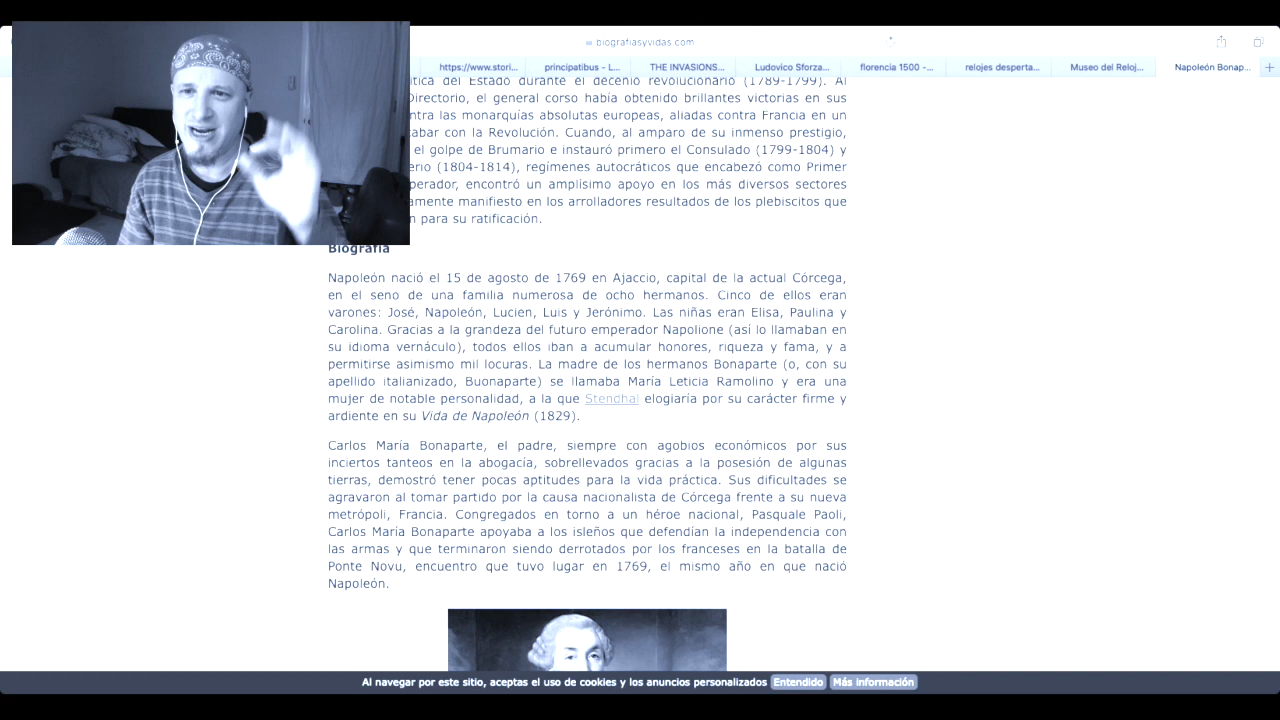 biografiasyvidas.com
https://www.stori...
principatibus - L...
THE INVASIONS...
Ludovico Sforza...
florencia 1500 -...
relojes desperta...
Museo del Reloj...
Napoleón Bonap...
ítica del Estado durante el decenio revolucionario (1789-1799). Al
Directorio, el general corso había obtenido brillantes victorias en sus
ntra las monarquías absolutas europeas, aliadas contra Francia en un
abar con la Revolución. Cuando, al amparo de su inmenso prestigio,
el golpe de Brumario e instauró primero el Consulado (1799-1804) y
erio (1804-1814), regímenes autocráticos que encabezó como Primer
perador, encontró un amplísimo apoyo en los más diversos sectores
amente manifiesto en los arrolladores resultados de los plebiscitos que
n para su ratificación.
Biografía
Napoleón nació el 15 de agosto de 1769 en Ajaccio, capital de la actual Córcega,
en el seno de una familia numerosa de ocho hermanos. Cinco de ellos eran
varones: José, Napoleón, Lucien, Luis y Jerónimo. Las niñas eran Elisa, Paulina y
Carolina. Gracias a la grandeza del futuro emperador Napolione (así lo llamaban en
su idioma vernáculo), todos ellos iban a acumular honores, riqueza y fama, y a
permitirse asimismo mil locuras. La madre de los hermanos Bonaparte (o, con su
apellido italianizado, Buonaparte) se llamaba María Leticia Ramolino y era una
mujer de notable personalidad, a la que Stendhal elogiaría por su carácter firme y
ardiente en su Vida de Napoleón (1829).
Carlos María Bonaparte, el padre, siempre con agobios económicos por sus
inciertos tanteos en la abogacía, sobrellevados gracias a la posesión de algunas
tierras, demostró tener pocas aptitudes para la vida práctica. Sus dificultades se
agravaron al tomar partido por la causa nacionalista de Córcega frente a su nueva
metrópoli, Francia. Congregados en torno a un héroe nacional, Pasquale Paoli,
Carlos María Bonaparte apoyaba a los isleños que defendían la independencia con
las armas y que terminaron siendo derrotados por los franceses en la batalla de
Ponte Novu, encuentro que tuvo lugar en 1769, el mismo año en que nació
Napoleón.
Al navegar por este sitio, aceptas el uso de cookies y los anuncios personalizados Entendido Más información